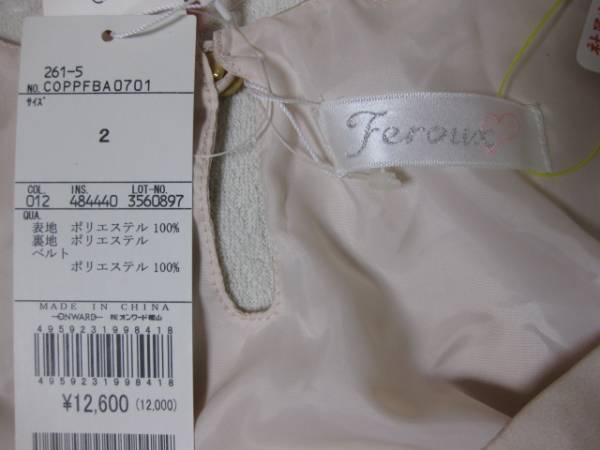 261-5
NO. COPPFBA0701
サイズ
2
COL. INS. LOT-NO.
012 484440 3560897
QUA.
表地 ポリエステル 100%
裏地 ポリエステル
ベルト
ポリエステル 100%
MADE IN CHINA
ONWARD ㈱オンワード樫山
4959231998418
4959231998418
¥12,600 (12,000)
Feroux